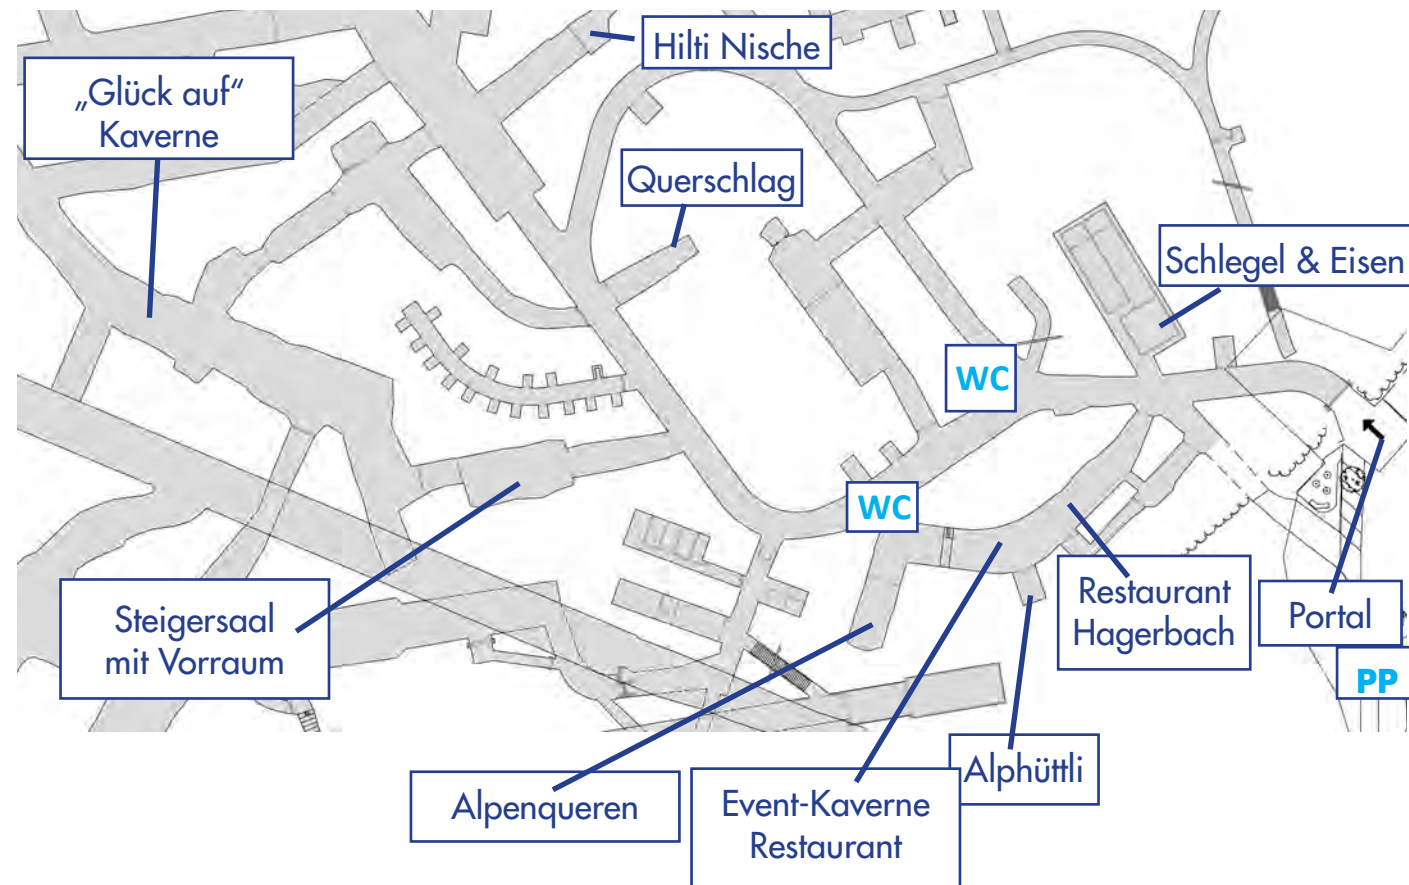 Hilti Nische
„Glück auf“
Kaverne
Querschlag
Schlegel & Eisen
WC
WC
Steigersaal
mit Vorraum
Restaurant
Hagerbach
Portal
PP
Alphüttli
Alpenqueren
Event-Kaverne
Restaurant